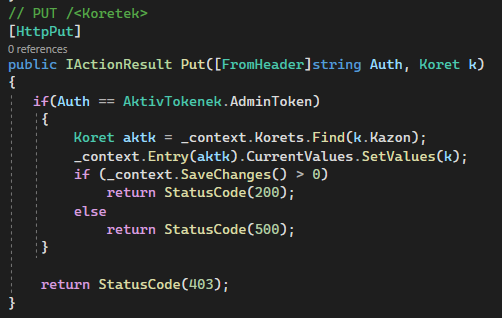 // PUT /<Koretek<
[HttpPut]
0 references
public IActionResult Put([FromHeader]string Auth, Koret k)
{
if(Auth == AktivTokenek.AdminToken)
{
Koret aktk = _context.Korets.Find(k.Kazon);
_context.Entry(aktk).CurrentValues.SetValues(k);
if (_context.SaveChanges() > 0)
return StatusCode(200);
else
return StatusCode(500);
}
return StatusCode(403);
}